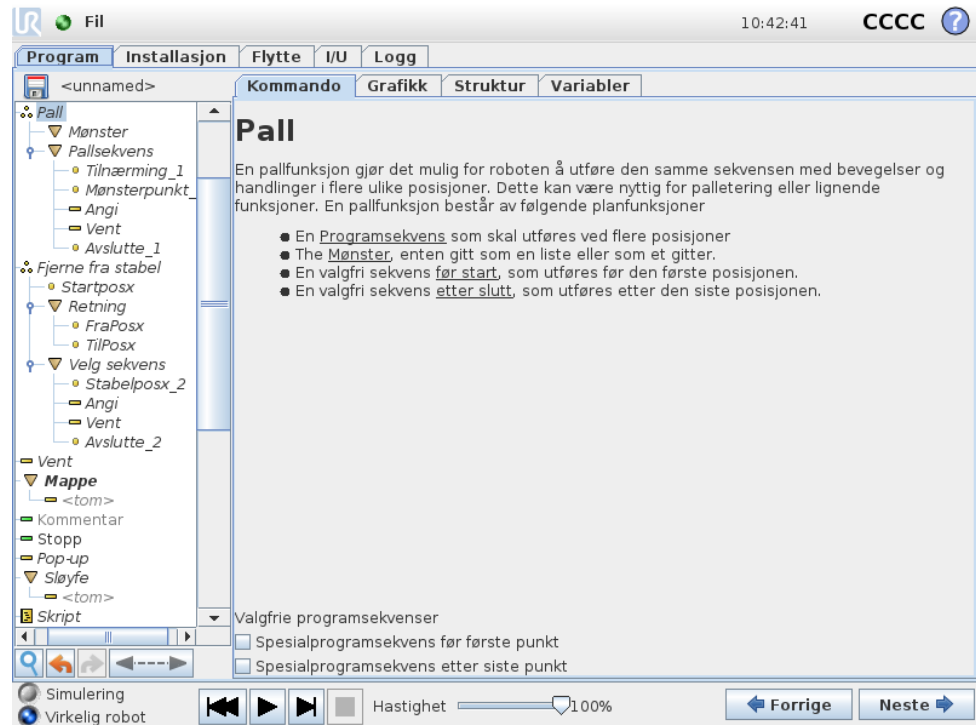 UR Fil 10:42:41 CCCC ?
Program Installasjon Flytte I/U Logg
<unnamed>
Pall
Mønster
Pallsekvens
Tilnærming_1
Mønsterpunkt_
Angi
Vent
Avslutte_1
Fjerne fra stabel
Startposx
Retning
FraPosx
TilPosx
Velg sekvens
Stabelposx_2
Angi
Vent
Avslutte_2
Vent
Mappe
<tom>
Kommentar
Stopp
Pop-up
Sløyfe
<tom>
Skript
Kommando Grafikk Struktur Variabler
Pall
En pallfunksjon gjør det mulig for roboten å utføre den samme sekvensen med bevegelser og
handlinger i flere ulike posisjoner. Dette kan være nyttig for palletering eller lignende
funksjoner. En pallfunksjon består av følgende planfunksjoner
En Programsekvens som skal utføres ved flere posisjoner
The Mønster, enten gitt som en liste eller som et gitter.
En valgfri sekvens før start, som utføres før den første posisjonen.
En valgfri sekvens etter slutt, som utføres etter den siste posisjonen.
Valgfrie programsekvenser
Spesialprogramsekvens før første punkt
Spesialprogramsekvens etter siste punkt
Simulering
Virkelig robot
Hastighet 100%
Forrige Neste